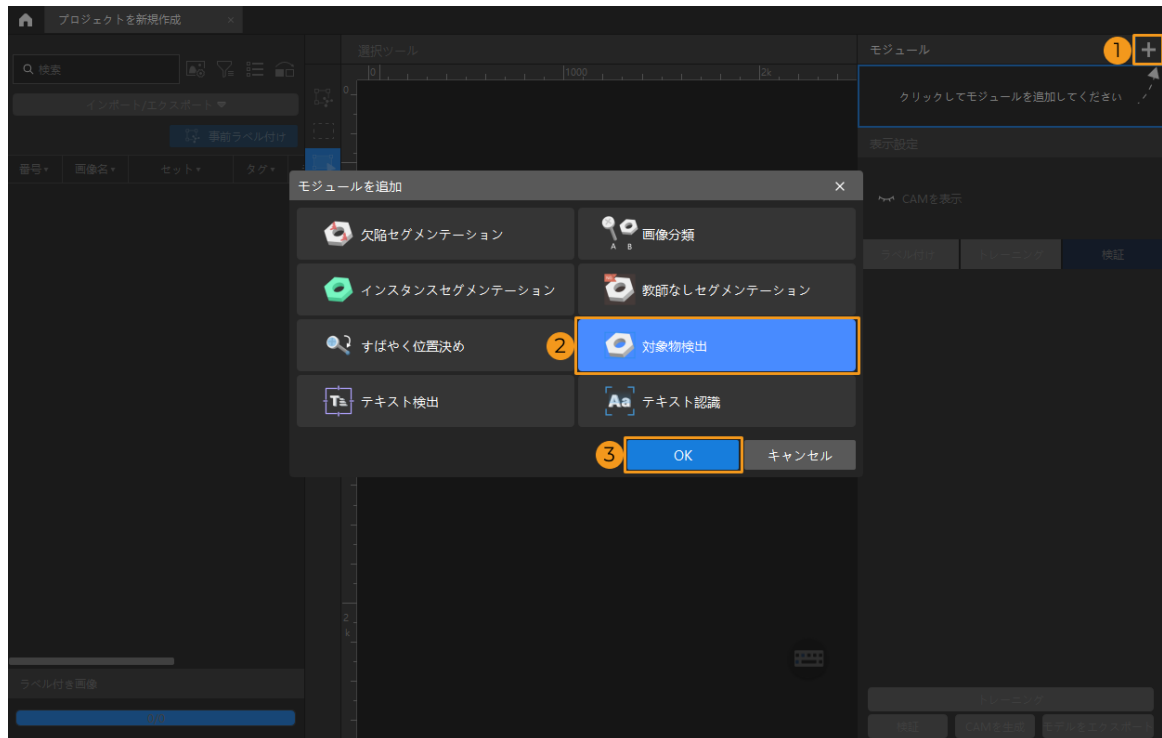 プロジェクトを新規作成 ×
選択ツール
モジュール
1
検索
0 1000 2k
0
クリックしてモジュールを追加してください
インポート/エクスポート
事前ラベル付け
表示設定
番号 画像名 セット タグ
モジュールを追加 ×
CAMを表示
欠陥セグメンテーション
A B
画像分類
ラベル付け トレーニング 検証
インスタンスセグメンテーション
教師なしセグメンテーション
すばやく位置決め
2
対象物検出
T
テキスト検出
Aa
テキスト認識
3
OK
キャンセル
2
k
ラベル付き画像
トレーニング
検証 CAMを生成 モデルをエクスポート